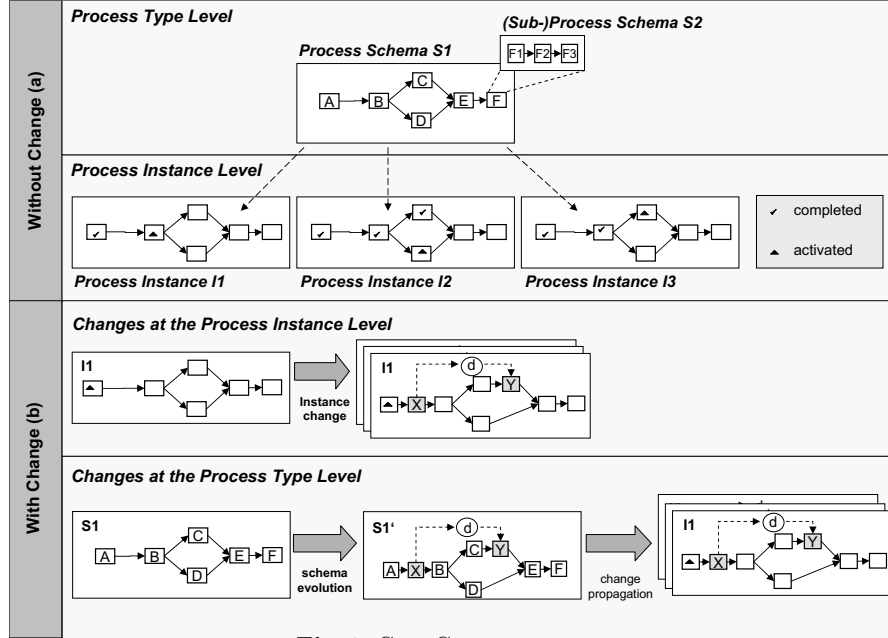 Without Change (a)
Process Type Level
(Sub-)Process Schema S2
Process Schema S1
F1 F2 F3
A B C D E F
Process Instance Level
Process Instance I1
Process Instance I2
Process Instance I3
completed
activated
With Change (b)
Changes at the Process Instance Level
I1
Instance
change
I1
d
X Y
Changes at the Process Type Level
S1
A B C D E F
schema
evolution
S1‘
d
A X B C Y D E F
change
propagation
I1
d
X Y